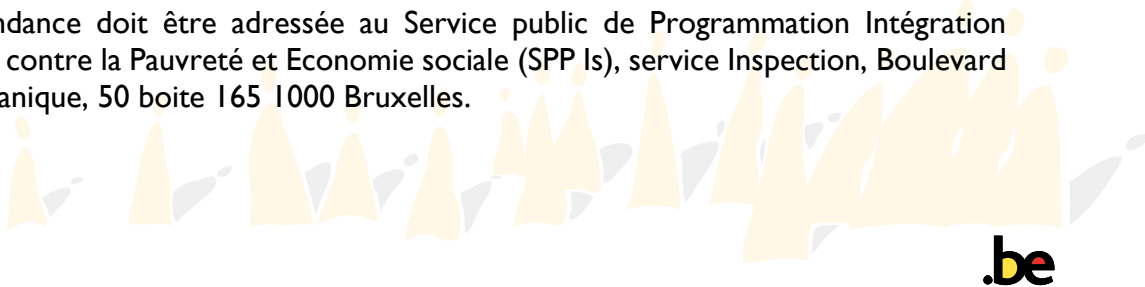 ndance doit être adressée au Service public de Programmation Intégration
contre la Pauvreté et Economie sociale (SPP Is), service Inspection, Boulevard
anique, 50 boite 165 1000 Bruxelles.
.be